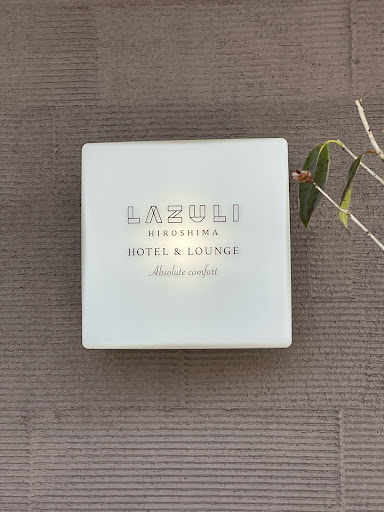 LAZULI
HIROSHIMA
HOTEL & LOUNGE
Absolute comfort